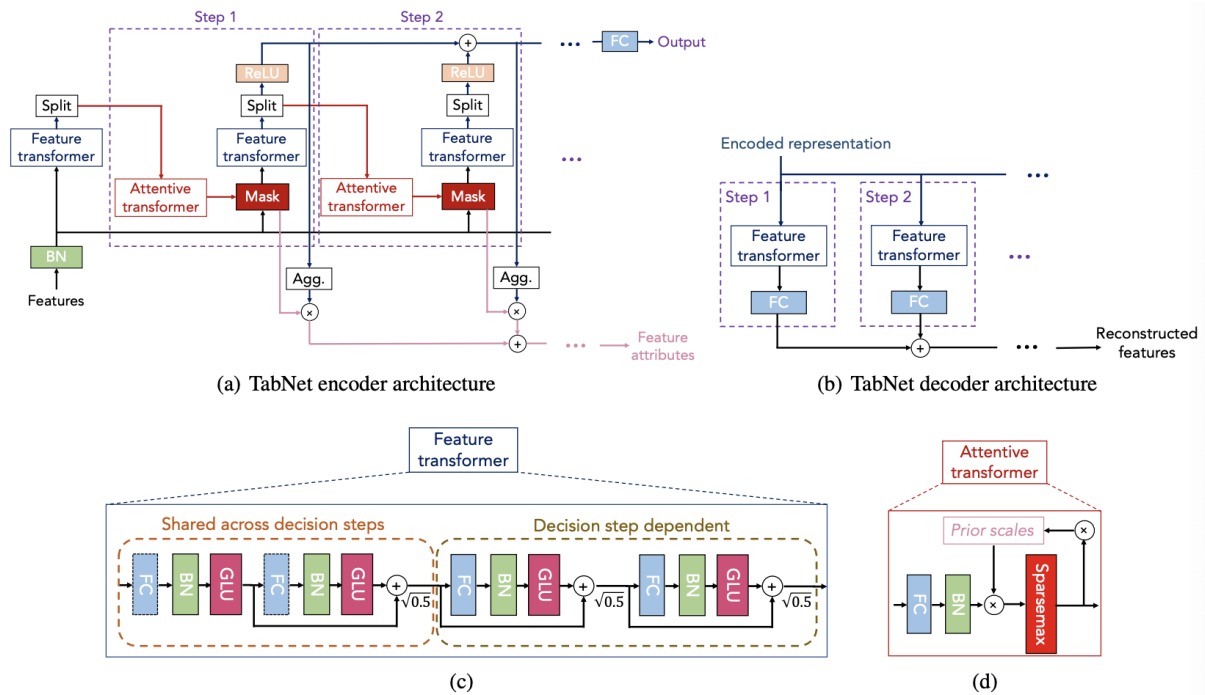 Step 1
Step 2
FC
Output
ReLU
ReLU
Split
Split
Split
Feature
transformer
Feature
transformer
Feature
transformer
Attentive
transformer
Mask
Attentive
transformer
Mask
BN
Features
Agg.
Agg.
Feature
attributes
(a) TabNet encoder architecture
Encoded representation
Step 1
Step 2
Feature
transformer
Feature
transformer
FC
FC
Reconstructed
features
(b) TabNet decoder architecture
Feature
transformer
Shared across decision steps
Decision step dependent
FC
BN
GLU
FC
BN
GLU
√0.5
FC
BN
GLU
√0.5
FC
BN
GLU
√0.5
(c)
Attentive
transformer
Prior scales
FC
BN
Sparsemax
(d)